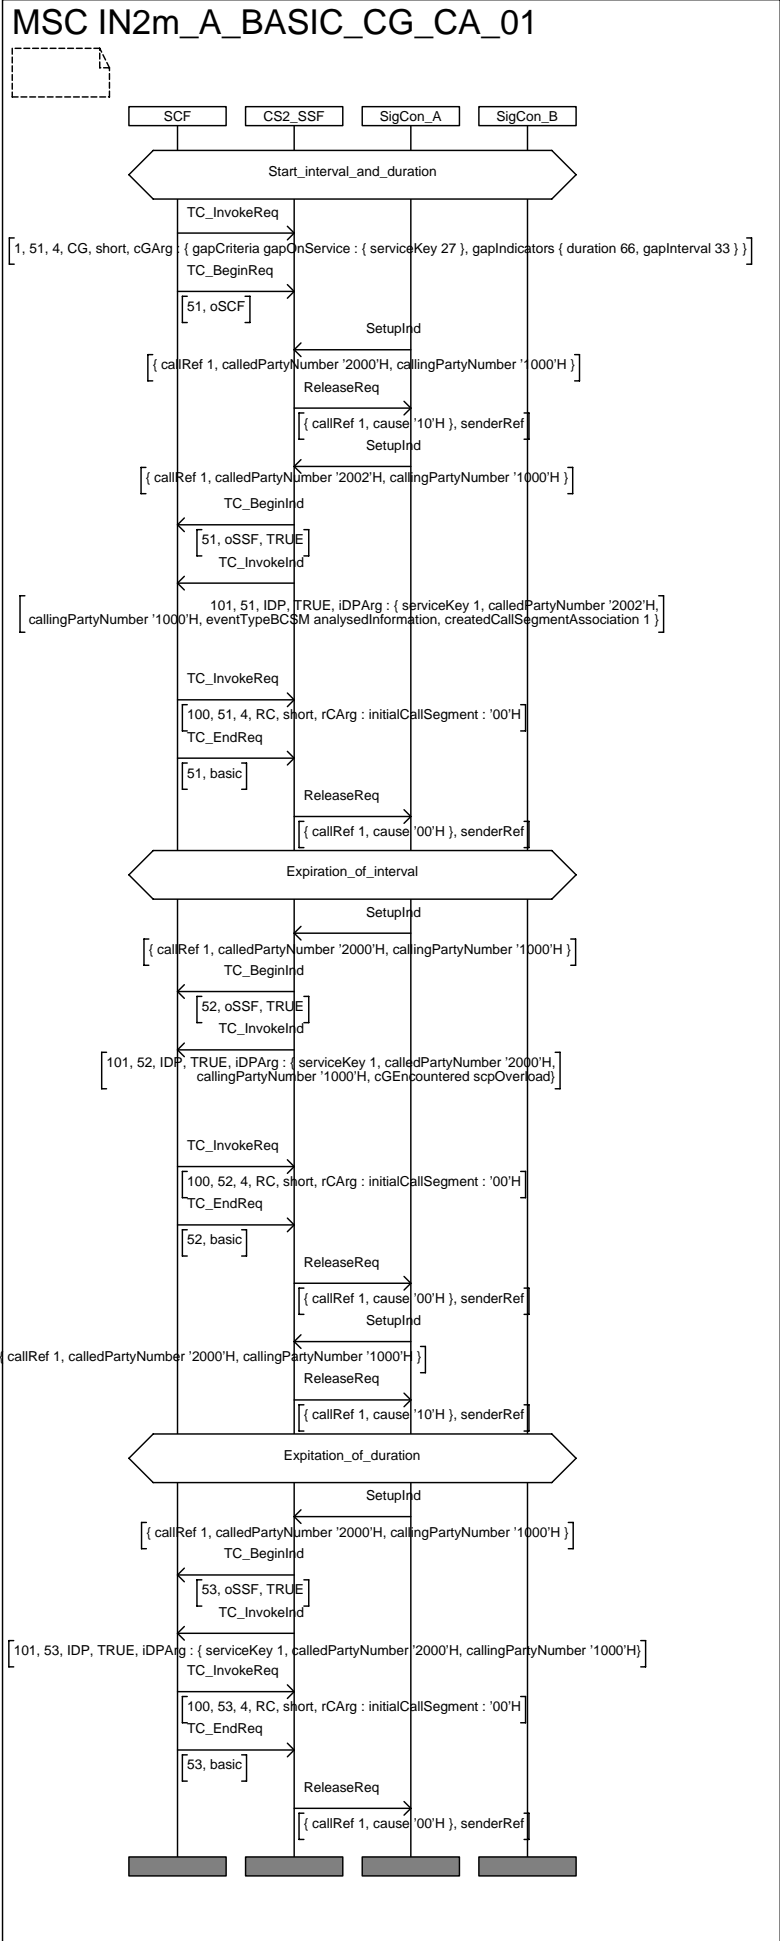 MSC IN2m_A_BASIC_CG_CA_01
SCF CS2_SSF SigCon_A SigCon_B
Start_interval_and_duration
TC_InvokeReq
1, 51, 4, CG, short, cGArg : { gapCriteria gapOnService : { serviceKey 27 }, gapIndicators { duration 66, gapInterval 33 } }
TC_BeginReq
51, oSCF
SetupInd
{ callRef 1, calledPartyNumber '2000'H, callingPartyNumber '1000'H }
ReleaseReq
{ callRef 1, cause '10'H }, senderRef
SetupInd
{ callRef 1, calledPartyNumber '2002'H, callingPartyNumber '1000'H }
TC_BeginInd
51, oSSF, TRUE
TC_InvokeInd
101, 51, IDP, TRUE, iDPArg : { serviceKey 1, calledPartyNumber '2002'H,
callingPartyNumber '1000'H, eventTypeBCSM analysedInformation, createdCallSegmentAssociation 1 }
TC_InvokeReq
100, 51, 4, RC, short, rCArg : initialCallSegment : '00'H
TC_EndReq
51, basic
ReleaseReq
{ callRef 1, cause '00'H }, senderRef
Expiration_of_interval
SetupInd
{ callRef 1, calledPartyNumber '2000'H, callingPartyNumber '1000'H }
TC_BeginInd
52, oSSF, TRUE
TC_InvokeInd
101, 52, IDP, TRUE, iDPArg : { serviceKey 1, calledPartyNumber '2000'H,
callingPartyNumber '1000'H, cGEncountered scpOverload}
TC_InvokeReq
100, 52, 4, RC, short, rCArg : initialCallSegment : '00'H
TC_EndReq
52, basic
ReleaseReq
{ callRef 1, cause '00'H }, senderRef
SetupInd
{ callRef 1, calledPartyNumber '2000'H, callingPartyNumber '1000'H }
ReleaseReq
{ callRef 1, cause '10'H }, senderRef
Expitation_of_duration
SetupInd
{ callRef 1, calledPartyNumber '2000'H, callingPartyNumber '1000'H }
TC_BeginInd
53, oSSF, TRUE
TC_InvokeInd
101, 53, IDP, TRUE, iDPArg : { serviceKey 1, calledPartyNumber '2000'H, callingPartyNumber '1000'H}
TC_InvokeReq
100, 53, 4, RC, short, rCArg : initialCallSegment : '00'H
TC_EndReq
53, basic
ReleaseReq
{ callRef 1, cause '00'H }, senderRef